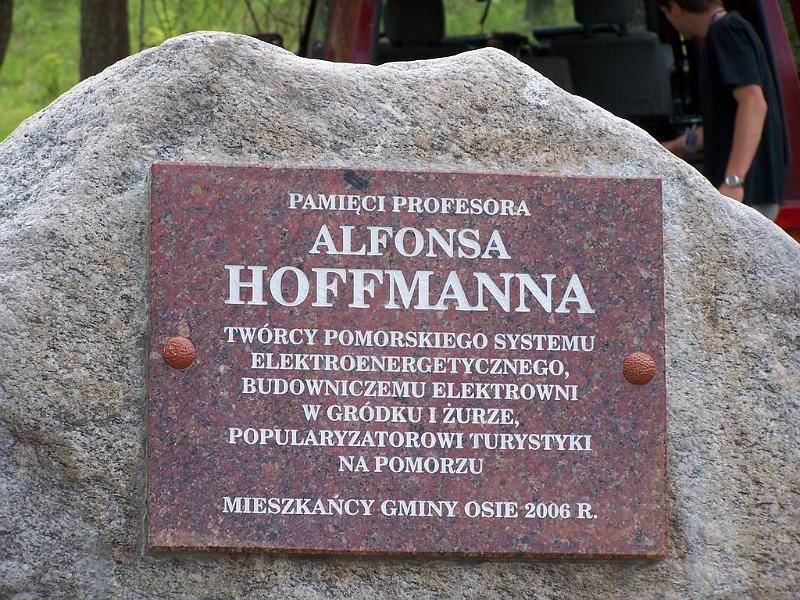 PAMIĘCI PROFESORA
ALFONSA
HOFFMANNA
TWÓRCY POMORSKIEGO SYSTEMU
ELEKTROENERGETYCZNEGO,
BUDOWNICZEMU ELEKTROWNI
W GRÓDKU I ŻURZE,
POPULARYZATOROWI TURYSTYKI
NA POMORZU
MIESZKAŃCY GMINY OSIE 2006 R.